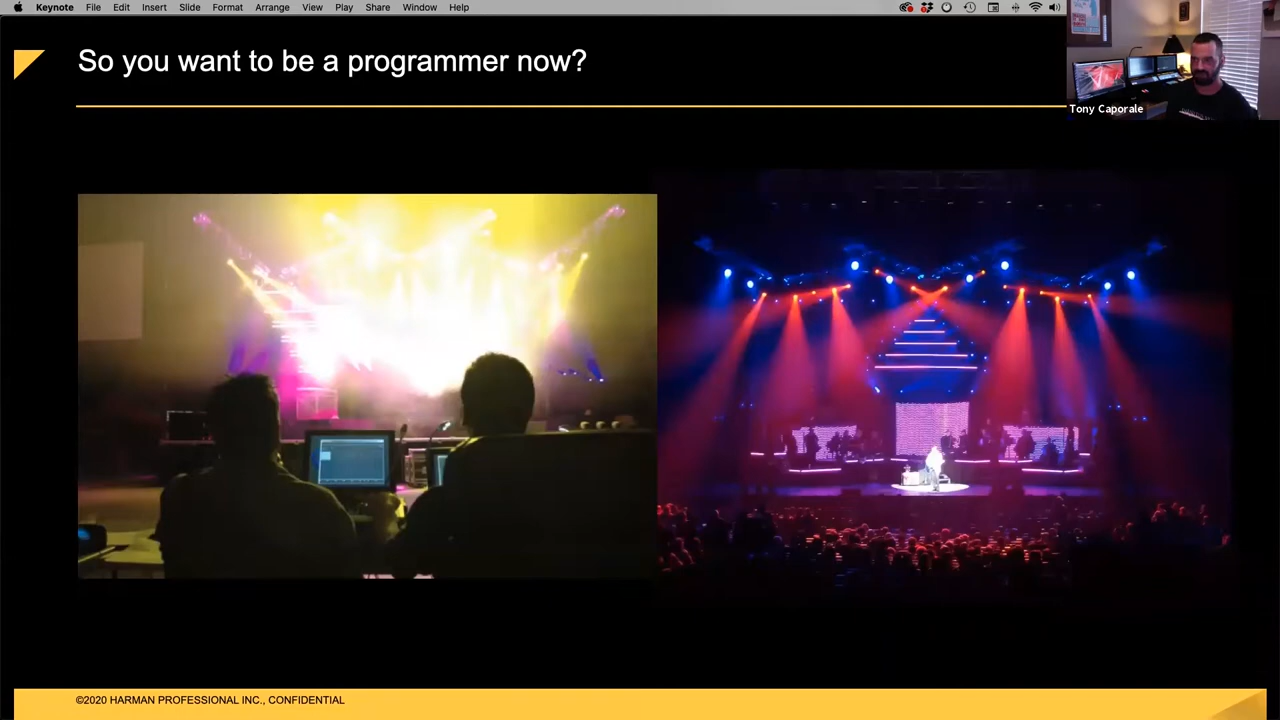 Keynote File Edit Insert Slide Format Arrange View Play Share Window Help
So you want to be a programmer now?
Tony Caporale
©2020 HARMAN PROFESSIONAL INC., CONFIDENTIAL